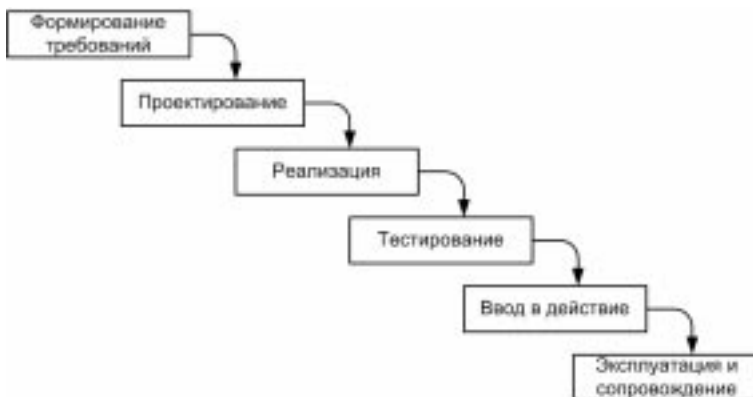 Формирование
требований
Проектирование
Реализация
Тестирование
Ввод в действие
Эксплуатация и
сопровождение